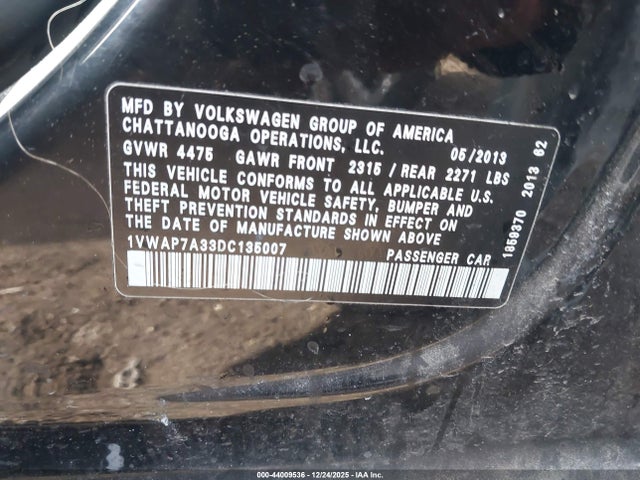 MFD BY VOLKSWAGEN GROUP OF AMERICA
CHATTANOOGA OPERATIONS, LLC. 05/2013
GVWR 4475 GAWR FRONT 2315 / REAR 2271 LBS
THIS VEHICLE CONFORMS TO ALL APPLICABLE U.S.
FEDERAL MOTOR VEHICLE SAFETY, BUMPER AND
THEFT PREVENTION STANDARDS IN EFFECT ON
THE DATE OF MANUFACTURE SHOWN ABOVE
1VWAP7A33DC135007 PASSENGER CAR
1859370 2013 62
000-44009536 - 12/24/2025 - IAA Inc.